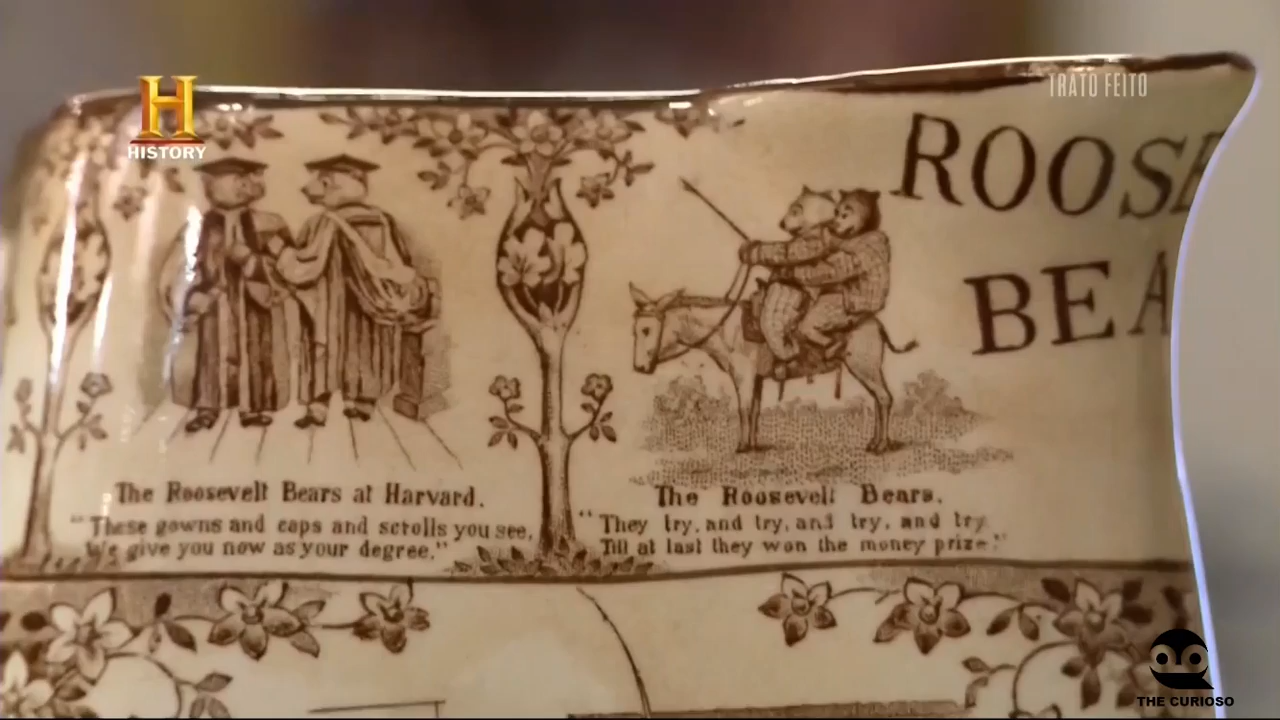 H
HISTORY
TRATO FEITO
ROOSE
BEA
The Roosevelt Bears at Harvard.
"These gowns and caps and scrolls you see,
We give you now as your degree."
The Roosevelt Bears.
"They try, and try, and try, and try
Till at last they won the money prize."
THE CURIOSO